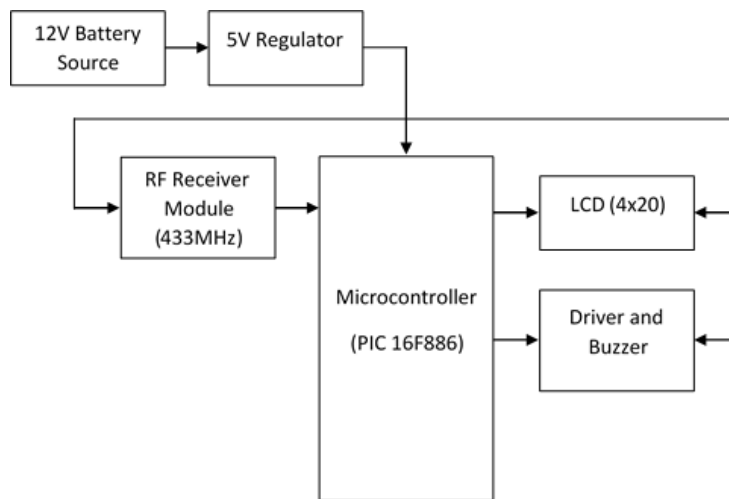 12V Battery
Source
5V Regulator
RF Receiver
Module
(433MHz)
Microcontroller
(PIC 16F886)
LCD (4x20)
Driver and
Buzzer